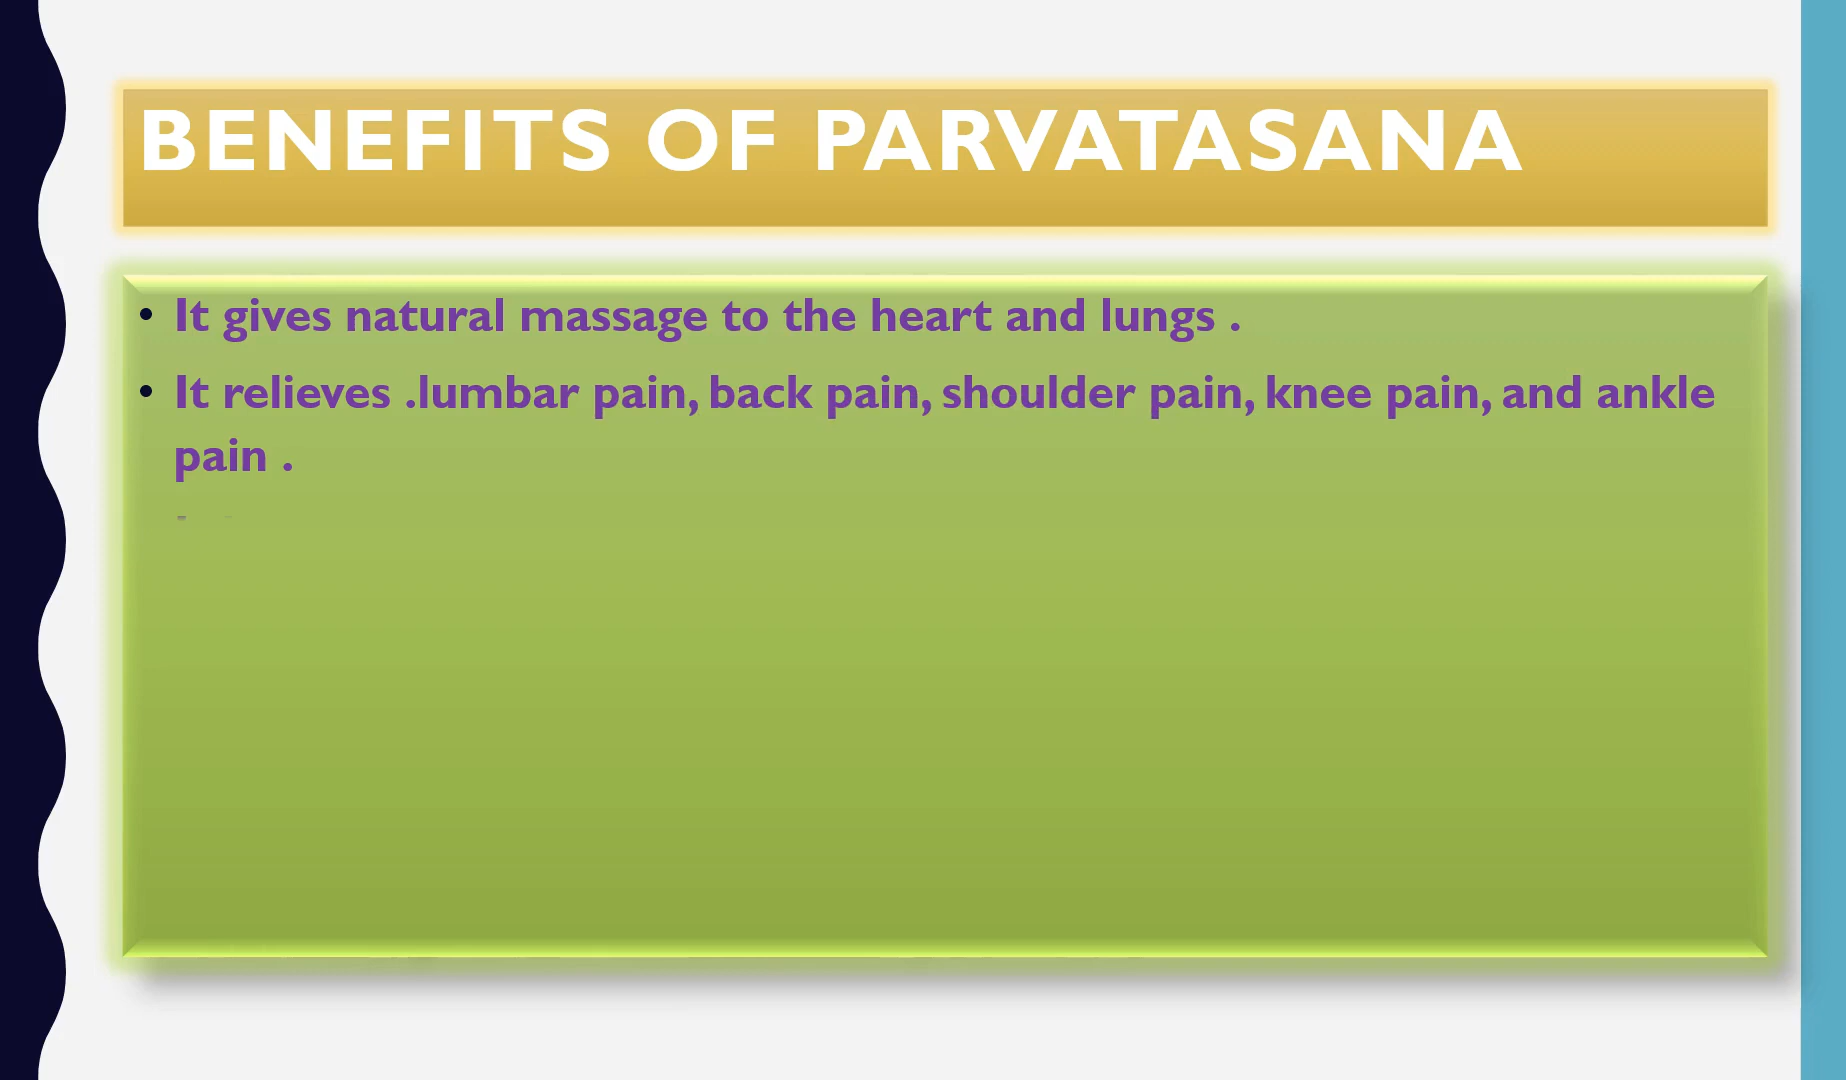 BENEFITS OF PARVATASANA
• It gives natural massage to the heart and lungs .
• It relieves .lumbar pain, back pain, shoulder pain, knee pain, and ankle
pain .